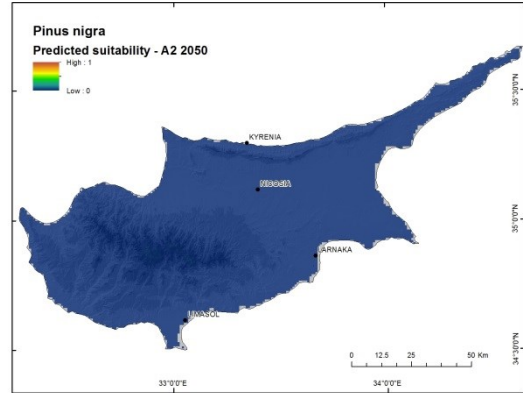 Pinus nigra
Predicted suitability - A2 2050
High : 1
Low : 0
KYRENIA
NICOSIA
LARNAKA
LIMASOL
35°30'0"N
35°0'0"N
34°30'0"N
0 12.5 25 50 Km
33°0'0"E
34°0'0"E